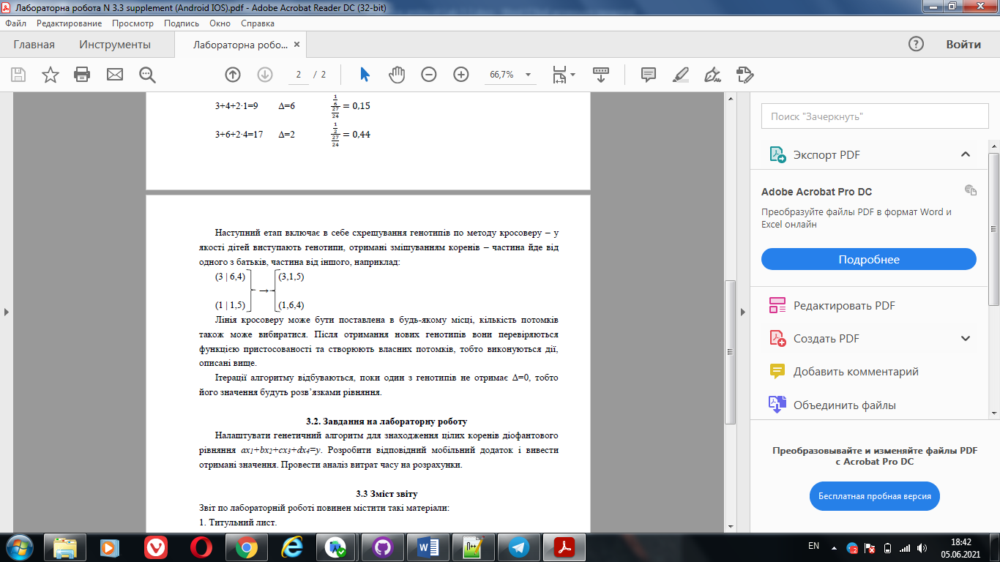 Лабораторна робота N 3.3 supplement (Android IOS).pdf - Adobe Acrobat Reader DC (32-bit)
Файл Редактирование Просмотр Подпись Окно Справка
Главная Инструменты Лабораторна робо... × ? Войти
2 / 2 66,7%
3+4+2·1=9 Δ=6 1/6 / 27/24 = 0,15
3+6+2·4=17 Δ=2 1/2 / 27/24 = 0,44
Наступний етап включає в себе схрещування генотипів по методу кросоверу – у
якості дітей виступають генотипи, отримані змішуванням коренів – частина йде від
одного з батьків, частина від іншого, наприклад:
(3 | 6,4) (3,1,5)
→
(1 | 1,5) (1,6,4)
Лінія кросоверу може бути поставлена в будь-якому місці, кількість потомків
також може вибиратися. Після отримання нових генотипів вони перевіряються
функцією пристосованості та створюють власних потомків, тобто виконуються дії,
описані вище.
Ітерації алгоритму відбуваються, поки один з генотипів не отримає Δ=0, тобто
його значення будуть розв’язками рівняння.
3.2. Завдання на лабораторну роботу
Налаштувати генетичний алгоритм для знаходження цілих коренів діофантового
рівняння ax₁+bx₂+cx₃+dx₄=y. Розробити відповідний мобільний додаток і вивести
отримані значення. Провести аналіз витрат часу на розрахунки.
3.3 Зміст звіту
Звіт по лабораторній роботі повинен містити такі матеріали:
1. Титульний лист.
Поиск "Зачеркнуть"
Экспорт PDF
Adobe Acrobat Pro DC
Преобразуйте файлы PDF в формат Word и
Excel онлайн
Подробнее
Редактировать PDF
Создать PDF
Добавить комментарий
Объединить файлы
Преобразовывайте и изменяйте файлы PDF
с Acrobat Pro DC
Бесплатная пробная версия
EN 18:42
05.06.2021